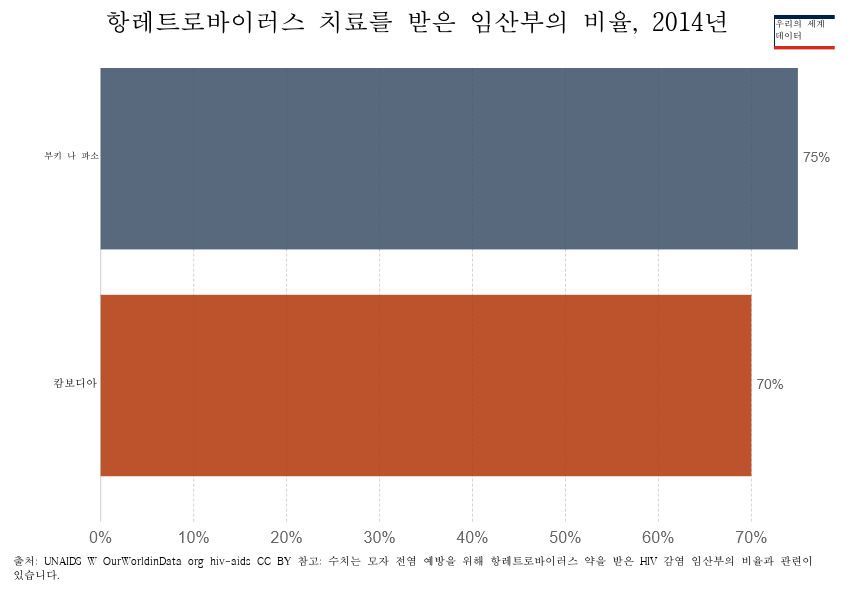 항레트로바이러스 치료를 받은 임산부의 비율, 2014년
우리의 세계
데이터
부키 나 파소
75%
캄보디아
70%
0% 10% 20% 30% 40% 50% 60% 70%
출처: UNAIDS W OurWorldinData org hiv-aids CC BY 참고: 수치는 모자 전염 예방을 위해 항레트로바이러스 약을 받은 HIV 감염 임산부의 비율과 관련이
있습니다.